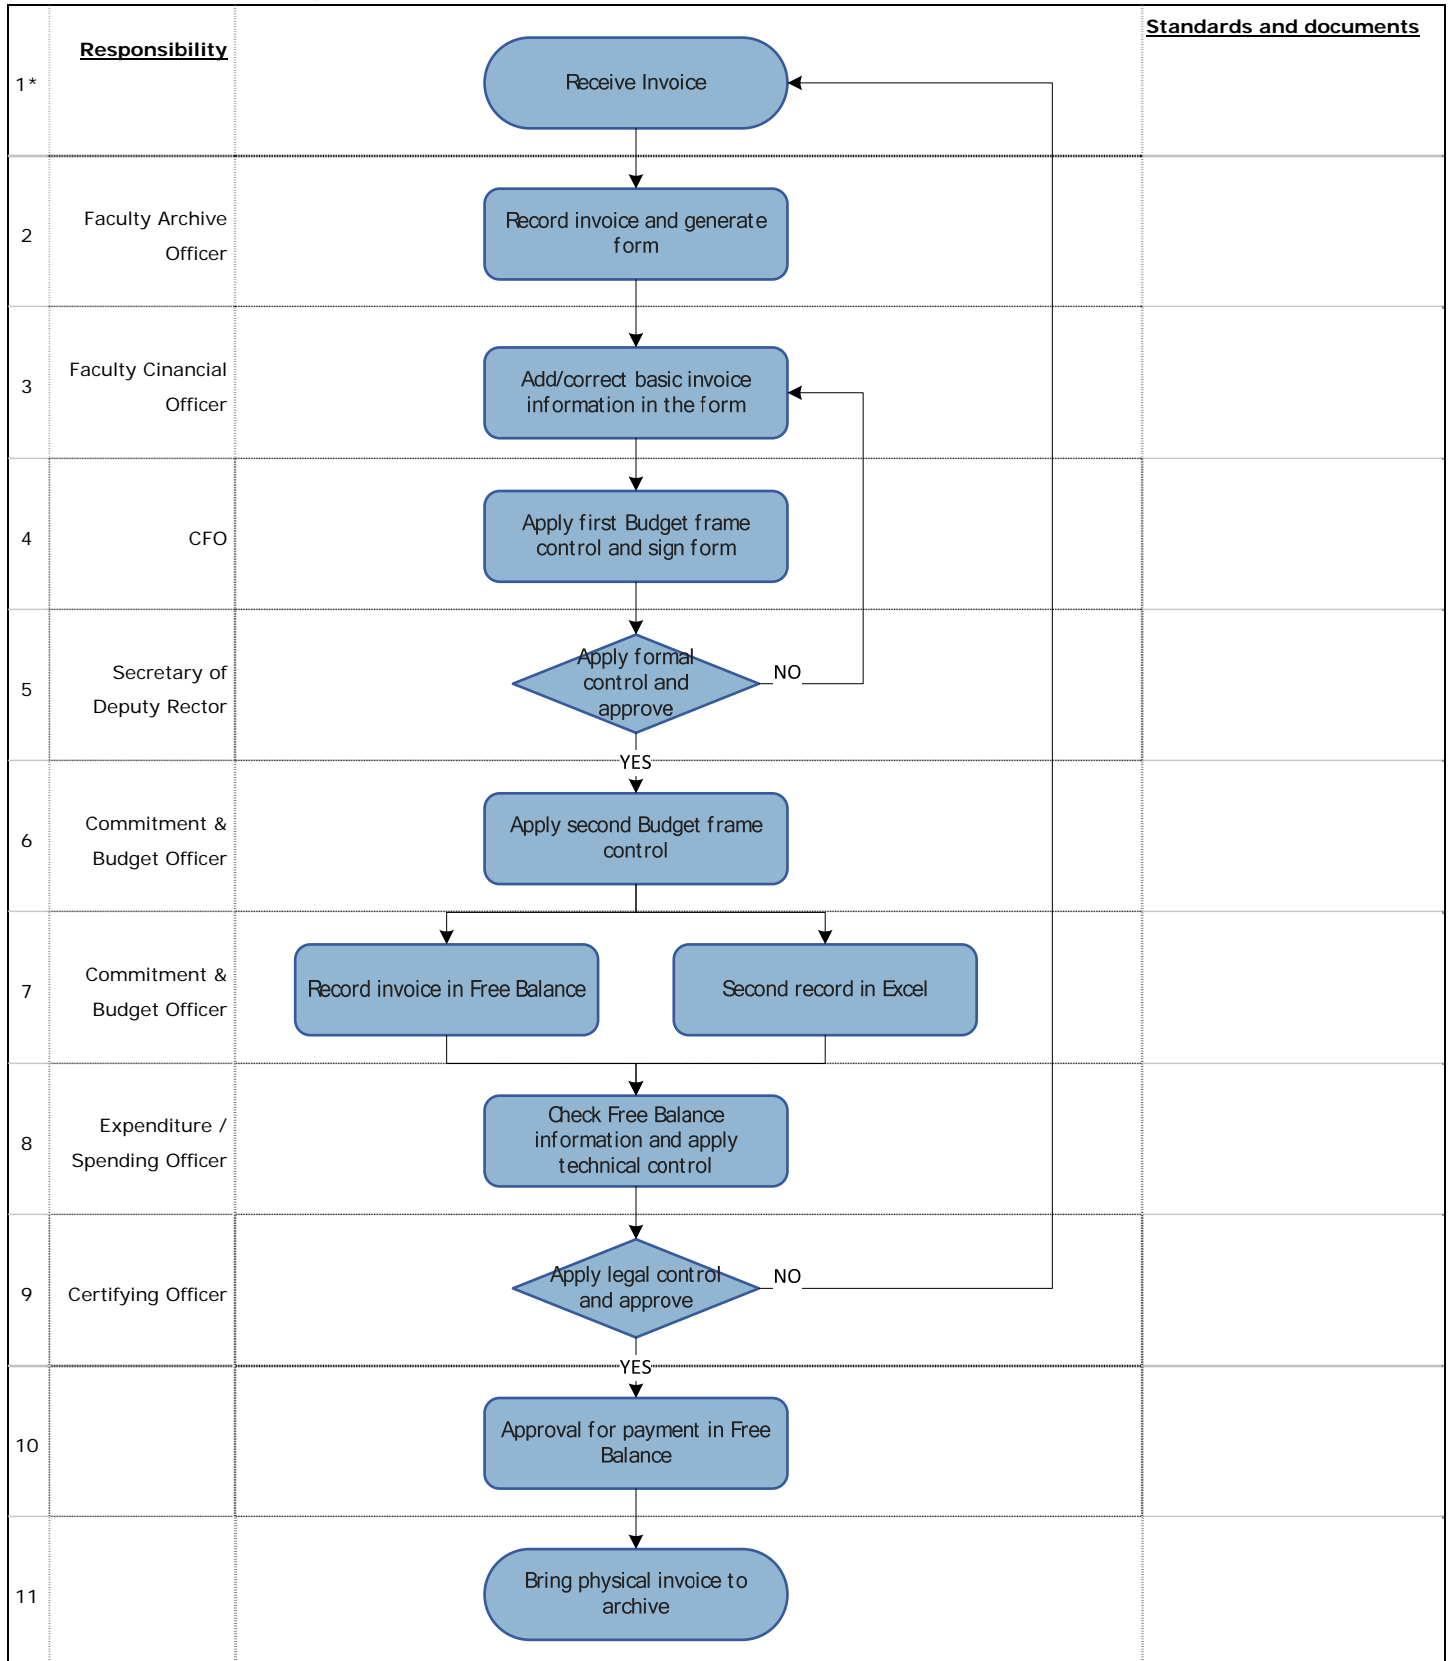 Responsibility
Standards and documents
1*
Receive Invoice
2
Faculty Archive
Officer
Record invoice and generate
form
3
Faculty Cinancial
Officer
Add/correct basic invoice
information in the form
4
CFO
Apply first Budget frame
control and sign form
5
Secretary of
Deputy Rector
Apply formal
control and
approve
NO
YES
6
Commitment &
Budget Officer
Apply second Budget frame
control
7
Commitment &
Budget Officer
Record invoice in Free Balance
Second record in Excel
8
Expenditure /
Spending Officer
Check Free Balance
information and apply
technical control
9
Certifying Officer
Apply legal control
and approve
NO
YES
10
Approval for payment in Free
Balance
11
Bring physical invoice to
archive